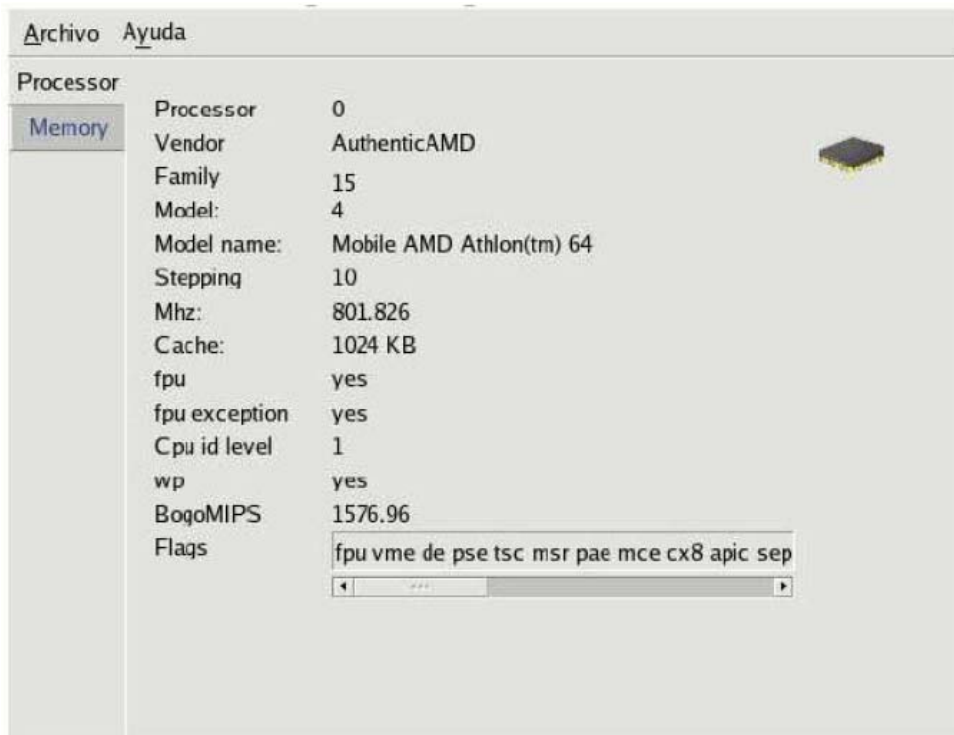 Archivo Ayuda
Processor
Memory
Processor 0
Vendor AuthenticAMD
Family 15
Model: 4
Model name: Mobile AMD Athlon(tm) 64
Stepping 10
Mhz: 801.826
Cache: 1024 KB
fpu yes
fpu exception yes
Cpu id level 1
wp yes
BogoMIPS 1576.96
Flags fpu vme de pse tsc msr pae mce cx8 apic sep